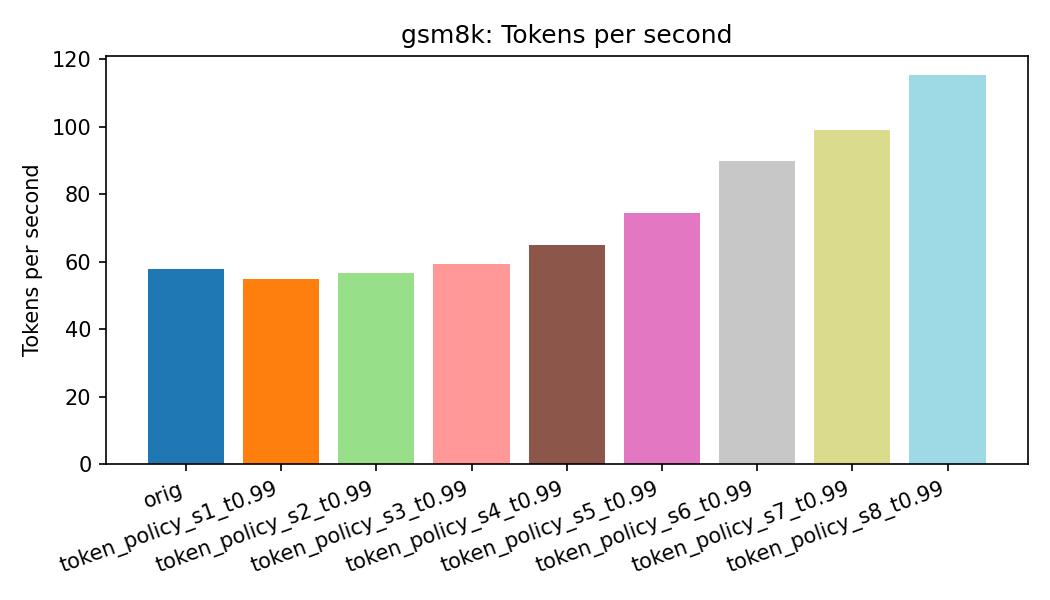 gsm8k: Tokens per second
Tokens per second
120
100
80
60
40
20
0
orig
token_policy_s1_t0.99
token_policy_s2_t0.99
token_policy_s3_t0.99
token_policy_s4_t0.99
token_policy_s5_t0.99
token_policy_s6_t0.99
token_policy_s7_t0.99
token_policy_s8_t0.99